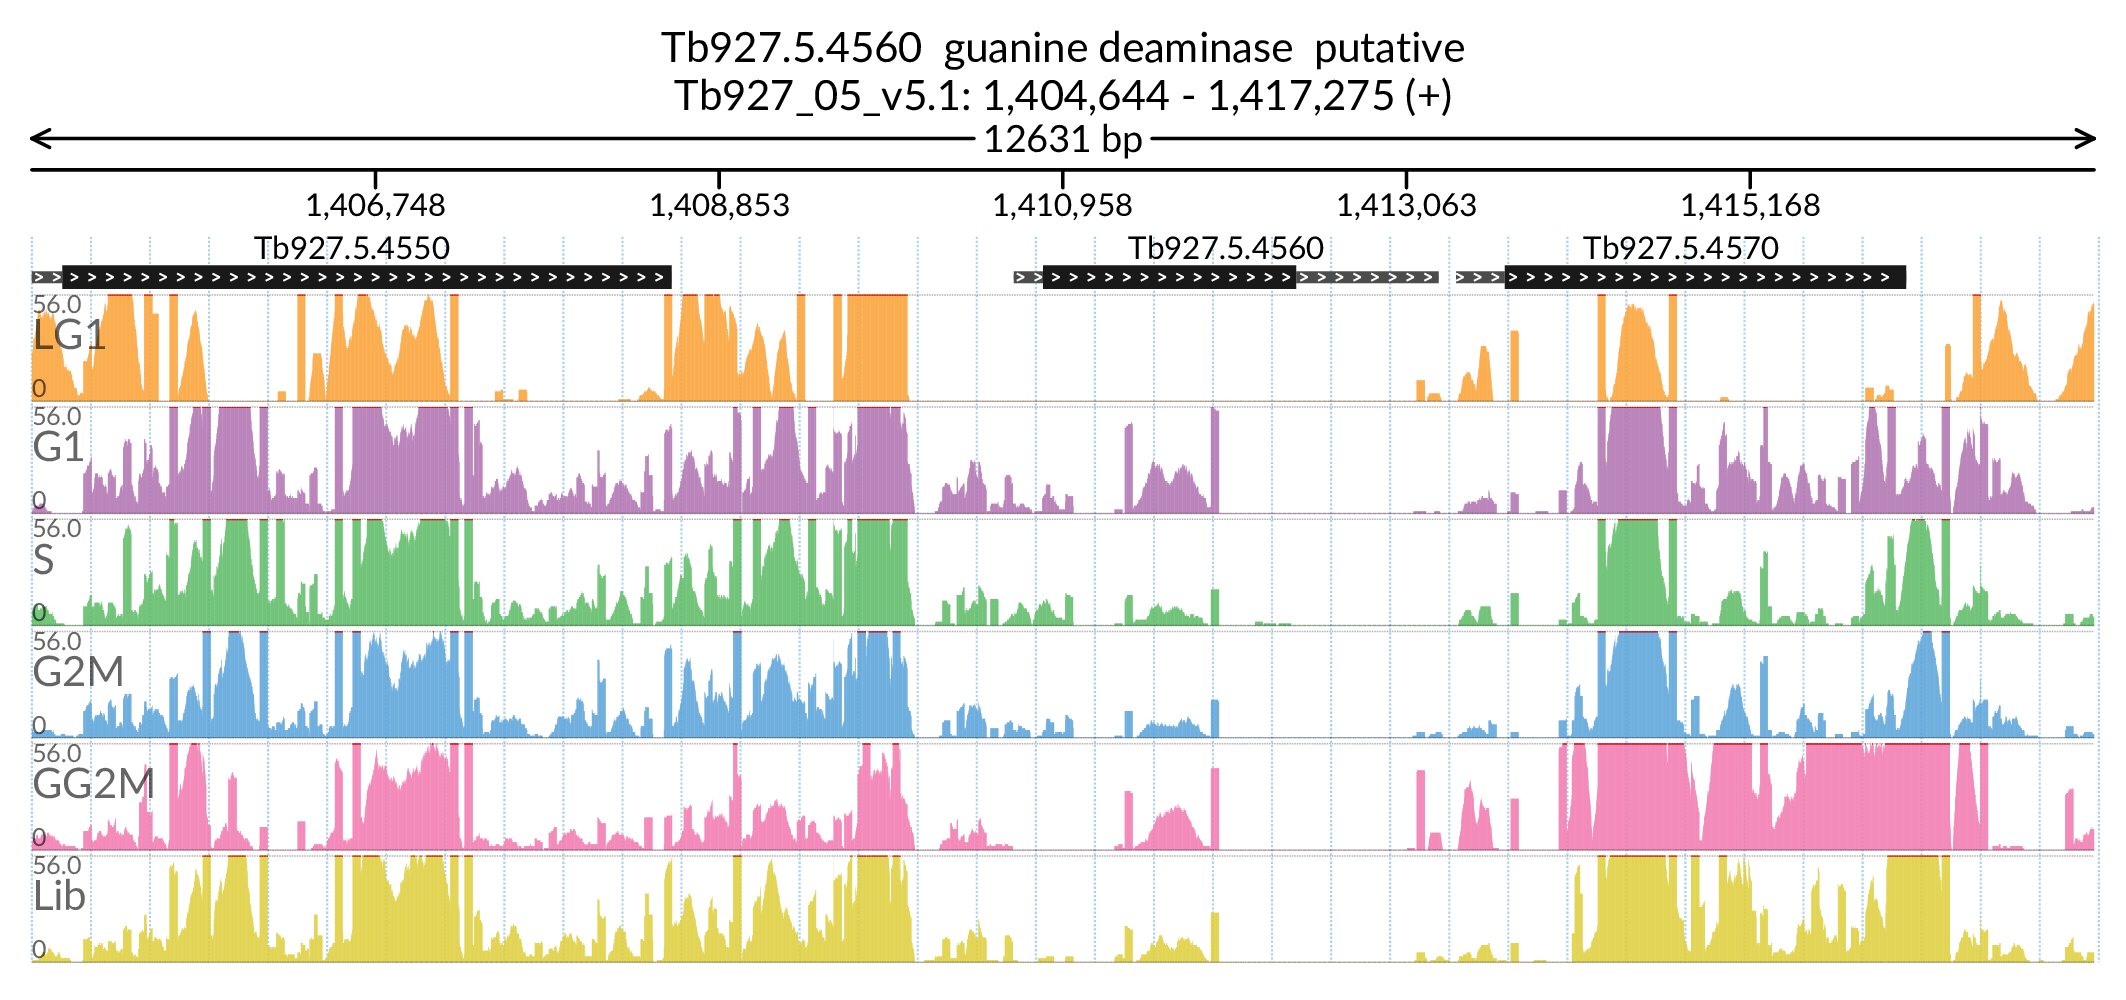 Tb927.5.4560  guanine deaminase  putative
Tb927_05_v5.1: 1,404,644 - 1,417,275 (+)
12631 bp
1,406,748 1,408,853 1,410,958 1,413,063 1,415,168
Tb927.5.4550 Tb927.5.4560 Tb927.5.4570
56.0
LG1
0
56.0
G1
0
56.0
S
0
56.0
G2M
0
56.0
GG2M
0
56.0
Lib
0